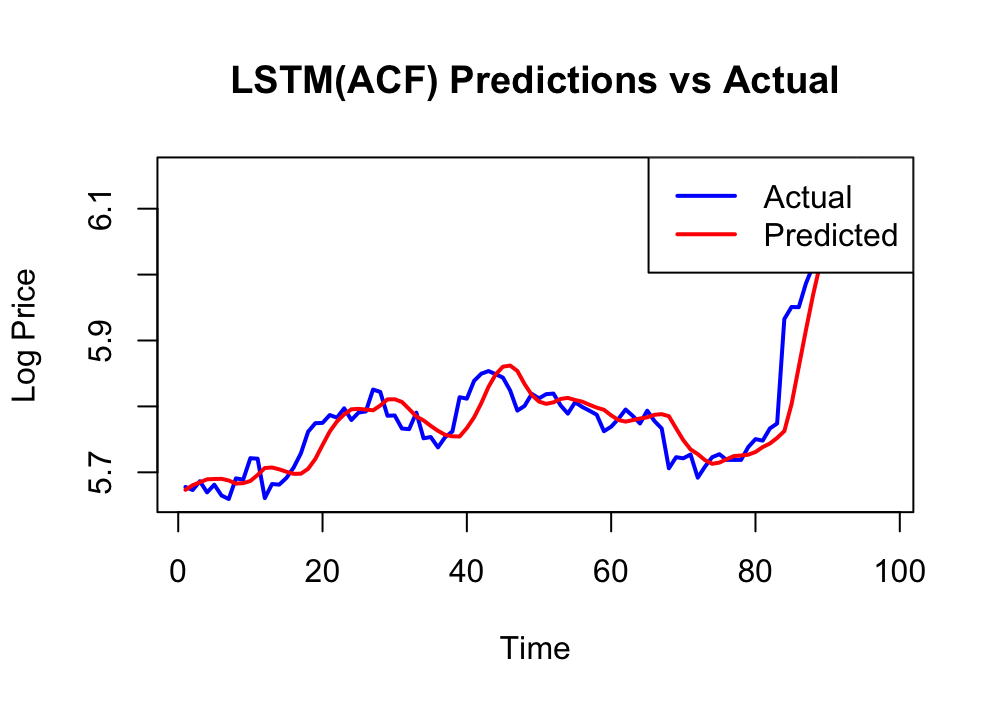 LSTM(ACF) Predictions vs Actual
Actual
Predicted
Log Price
6.1
5.9
5.7
0 20 40 60 80 100
Time